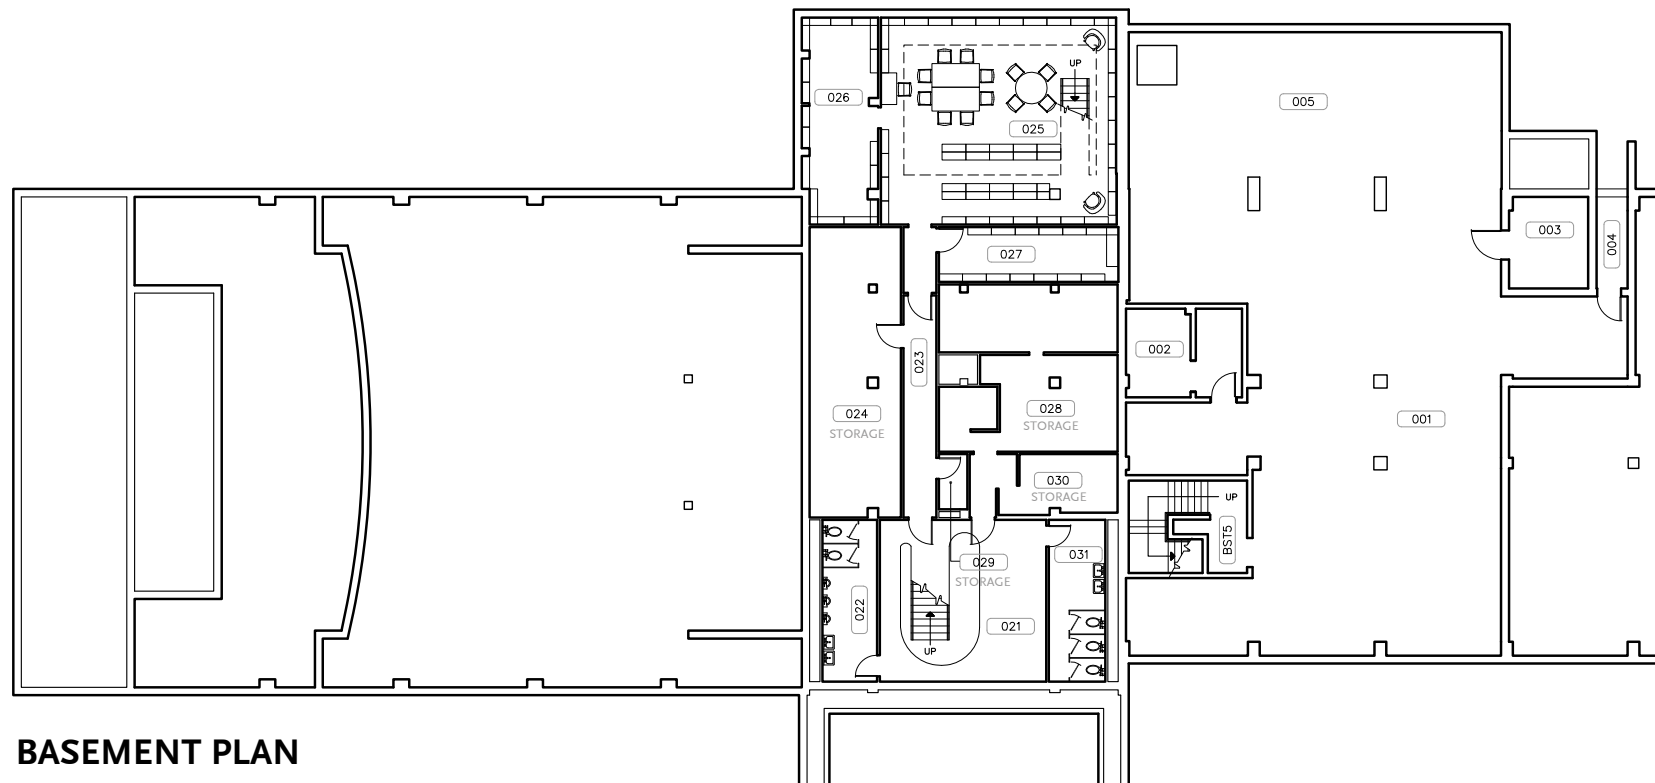 UP
026
005
025
003
004
027
002
023
024
STORAGE
028
STORAGE
001
030
STORAGE
UP
BST5
029
STORAGE
031
022
021
UP
BASEMENT PLAN